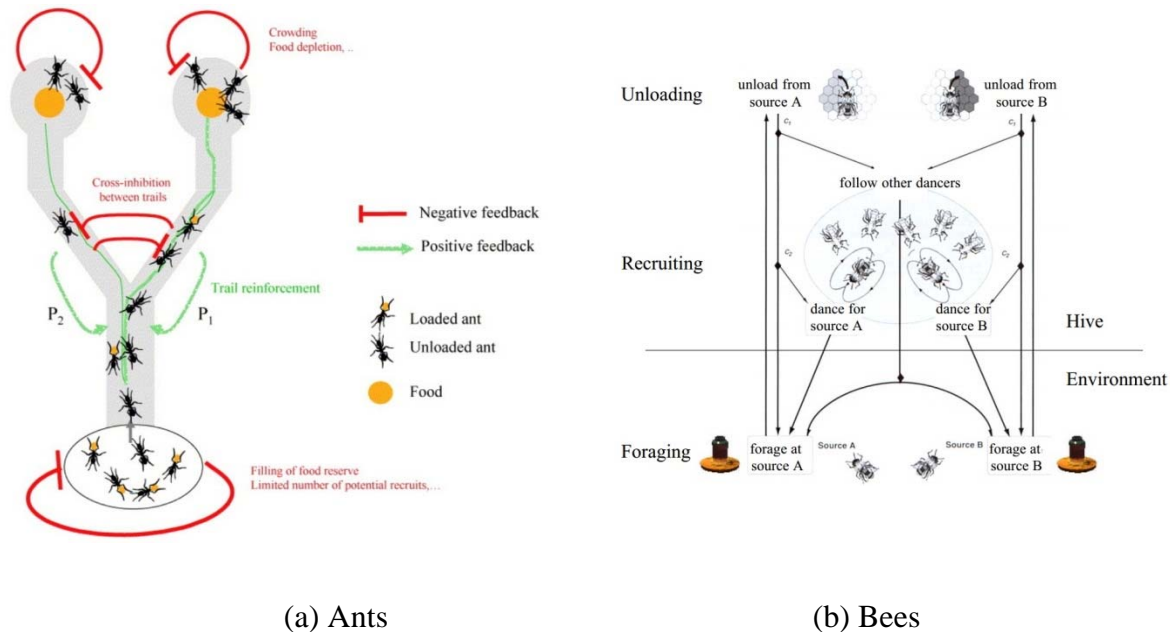 Crowding
Food depletion, ..
Cross-inhibition
between trails
Negative feedback
Positive feedback
Trail reinforcement
P2
P1
Loaded ant
Unloaded ant
Food
Filling of food reserve
Limited number of potential recruits,...
(a) Ants
Unloading
unload from
source A
unload from
source B
C1
C1
follow other dancers
Recruiting
C2
C2
dance for
source A
dance for
source B
Hive
Environment
Foraging
forage at
source A
Source A
Source B
forage at
source B
(b) Bees